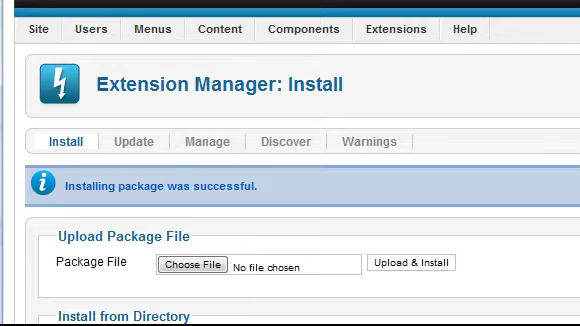 Site Users Menus Content Components Extensions Help
Extension Manager: Install
Install Update Manage Discover Warnings
i Installing package was successful.
Upload Package File
Package File Choose File No file chosen Upload & Install
Install from Directory